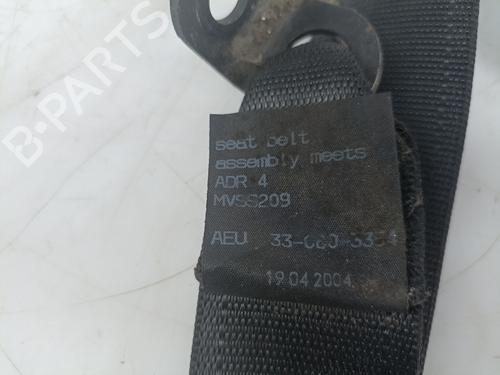 B-PARTS
seat belt
assembly meets
ADR 4
MVSS209
AEU
19.04.2004